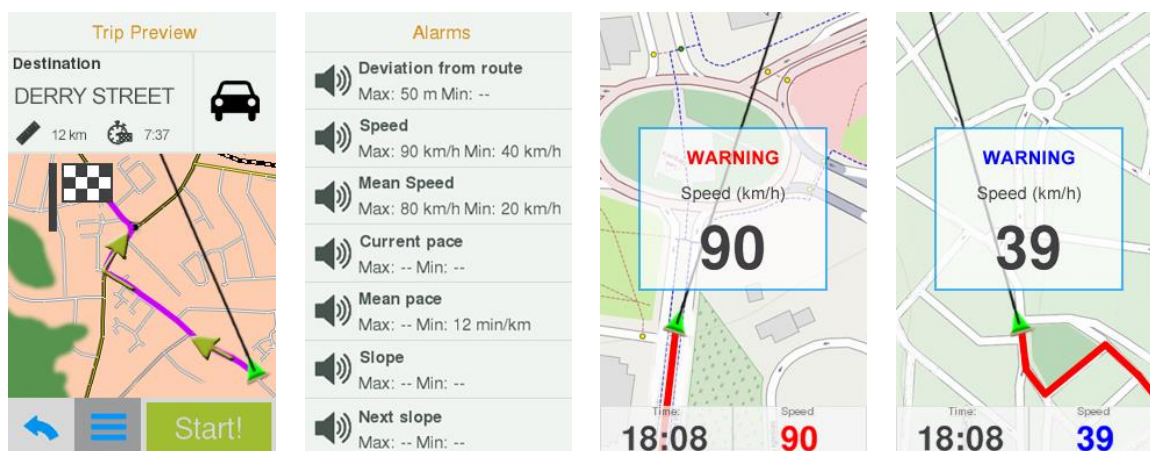 Trip Preview
Destination
DERRY STREET
12 km 7:37
Start!
Alarms
Deviation from route
Max: 50 m Min: --
Speed
Max: 90 km/h Min: 40 km/h
Mean Speed
Max: 80 km/h Min: 20 km/h
Current pace
Max: -- Min: --
Mean pace
Max: -- Min: 12 min/km
Slope
Max: -- Min: --
Next slope
Max: -- Min: --
WARNING
Speed (km/h)
90
Time: Speed
18:08 90
WARNING
Speed (km/h)
39
Time: Speed
18:08 39